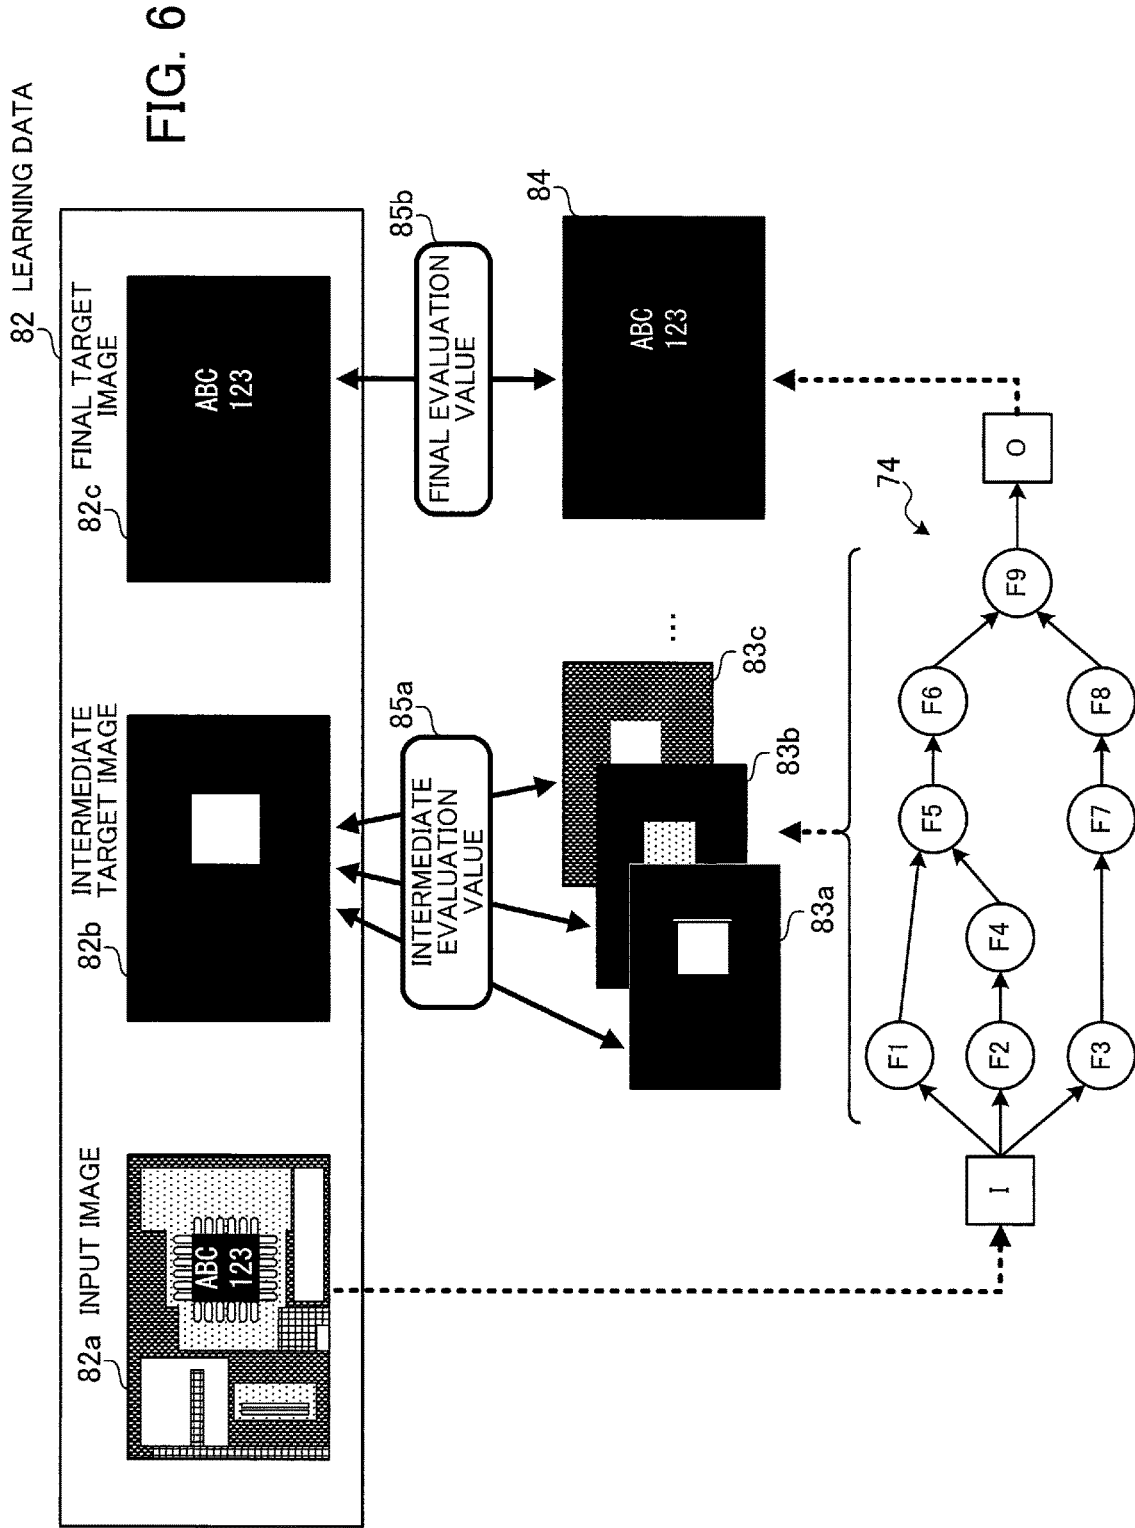 FIG. 6
82 LEARNING DATA
82a INPUT IMAGE
82b INTERMEDIATE
TARGET IMAGE
82c FINAL TARGET
IMAGE
ABC
123
ABC
123
85a
INTERMEDIATE
EVALUATION
VALUE
85b
FINAL EVALUATION
VALUE
83a
83b
83c
...
84
ABC
123
74
I
F1
F2
F3
F4
F5
F6
F7
F8
F9
O